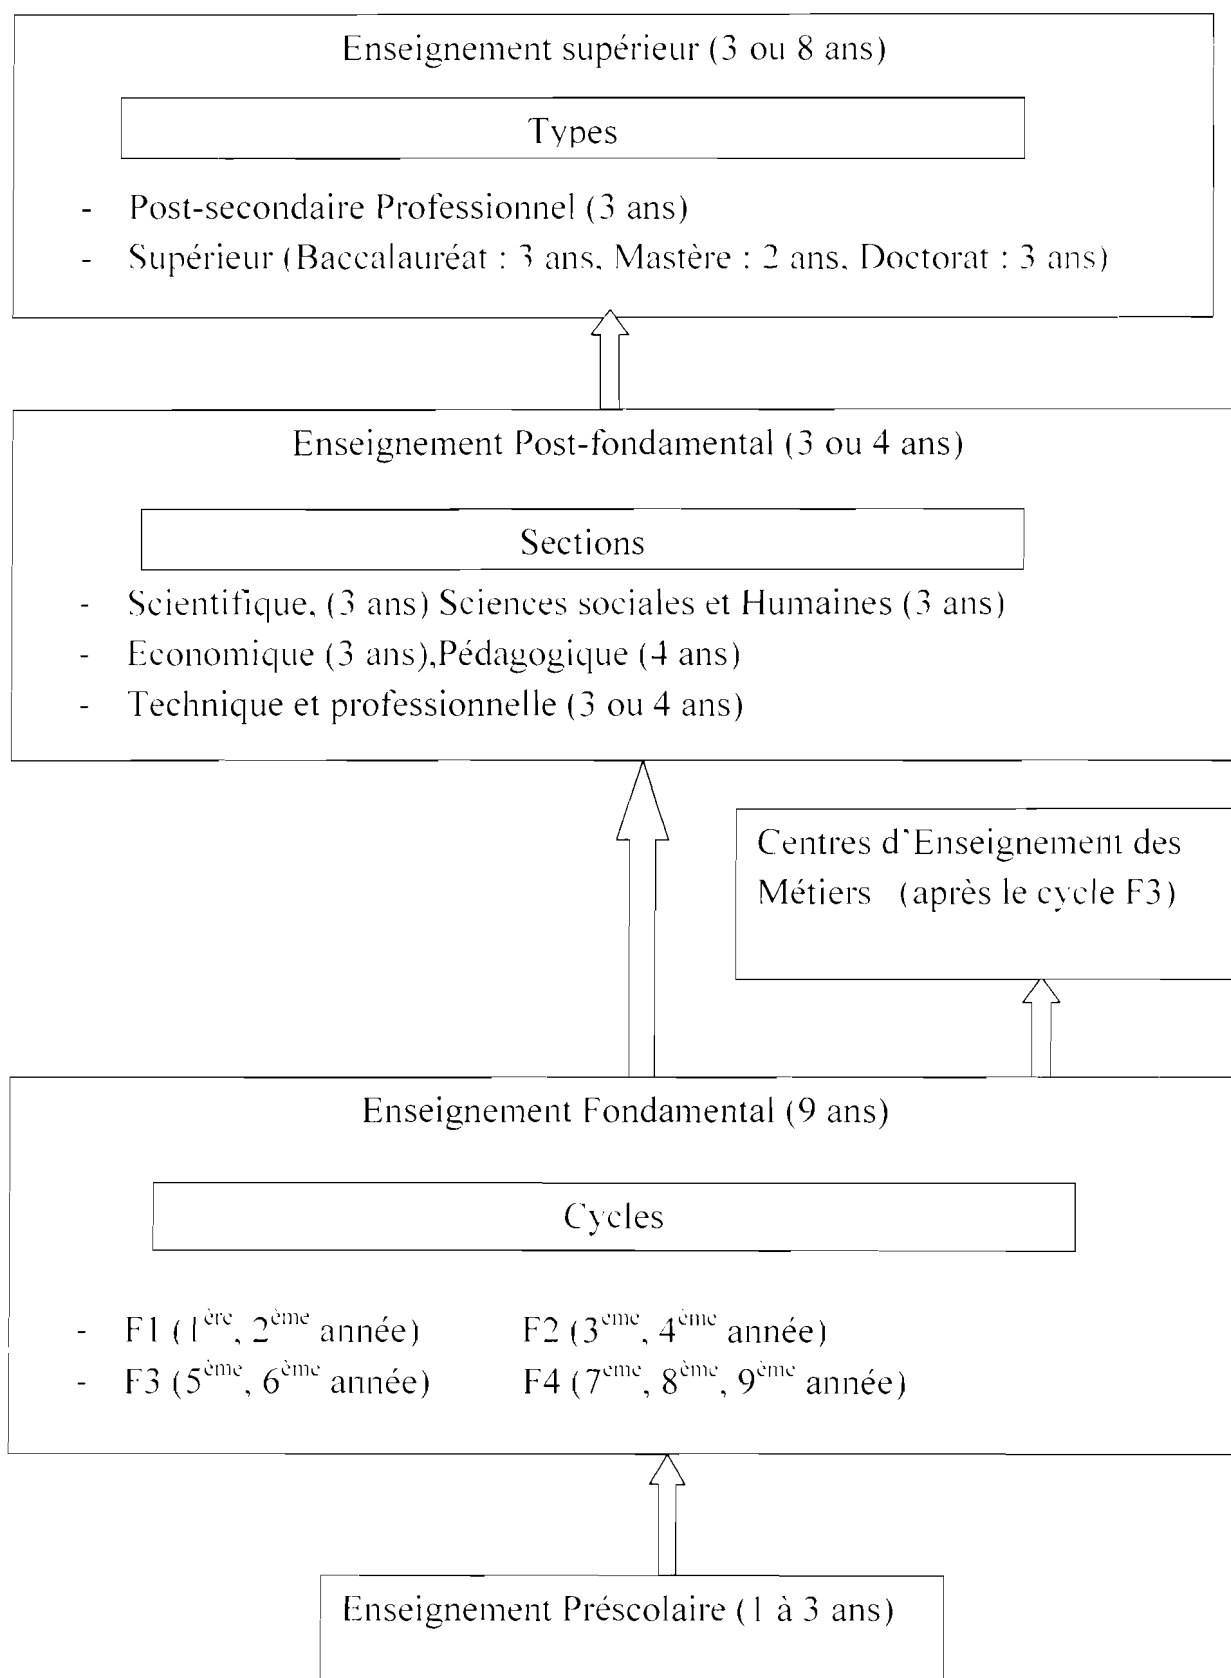 Enseignement supérieur (3 ou 8 ans)
Types
- Post-secondaire Professionnel (3 ans)
- Supérieur (Baccalauréat : 3 ans, Mastère : 2 ans, Doctorat : 3 ans)
Enseignement Post-fondamental (3 ou 4 ans)
Sections
- Scientifique, (3 ans) Sciences sociales et Humaines (3 ans)
- Economique (3 ans),Pédagogique (4 ans)
- Technique et professionnelle (3 ou 4 ans)
Centres d'Enseignement des
Métiers (après le cycle F3)
Enseignement Fondamental (9 ans)
Cycles
- F1 (1ère, 2ème année) F2 (3eme, 4ème année)
- F3 (5ème, 6ème année) F4 (7eme, 8ème, 9ème année)
Enseignement Préscolaire (1 à 3 ans)